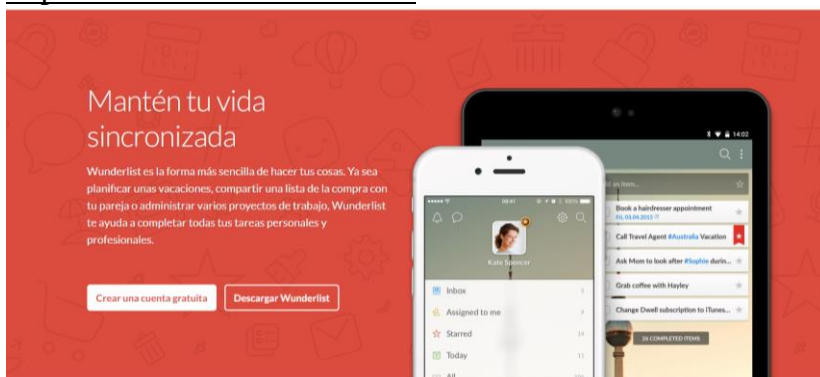 Mantén tu vida
sincronizada
Wunderlist es la forma más sencilla de hacer tus cosas. Ya sea
planificar unas vacaciones, compartir una lista de la compra con
tu pareja o administrar varios proyectos de trabajo, Wunderlist
te ayuda a completar todas tus tareas personales y
profesionales.
Crear una cuenta gratuita
Descargar Wunderlist
14:02
Book a hairdresser appointment
Call Travel Agent #Australia Vacation
Ask Mom to look after #Sophie durin...
Grab coffee with Hayley
Change Dwell subscription to iTunes...
COMPLETED ITEMS
Kate Spencer
Inbox
Assigned to me
Starred
Today
All